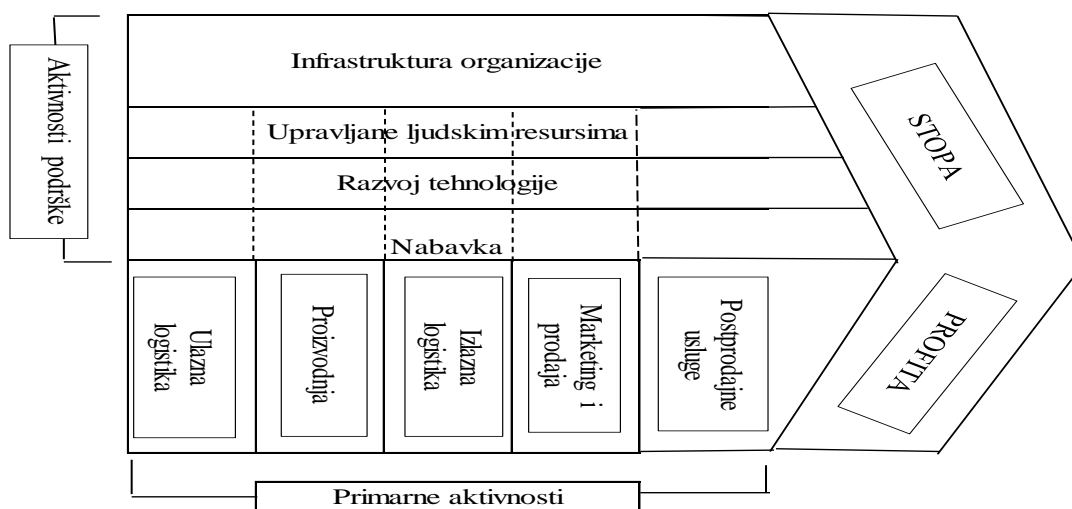 Aktivnosti podrške
Infrastruktura organizacije
Upravljane ljudskim resursima
Razvoj tehnologije
Nabavka
STOPA
PROFITA
Ulazna
logistika
Proizvodnja
Izlazna
logistika
Marketing i
prodaja
Postprodajne
usluge
Primarne aktivnosti